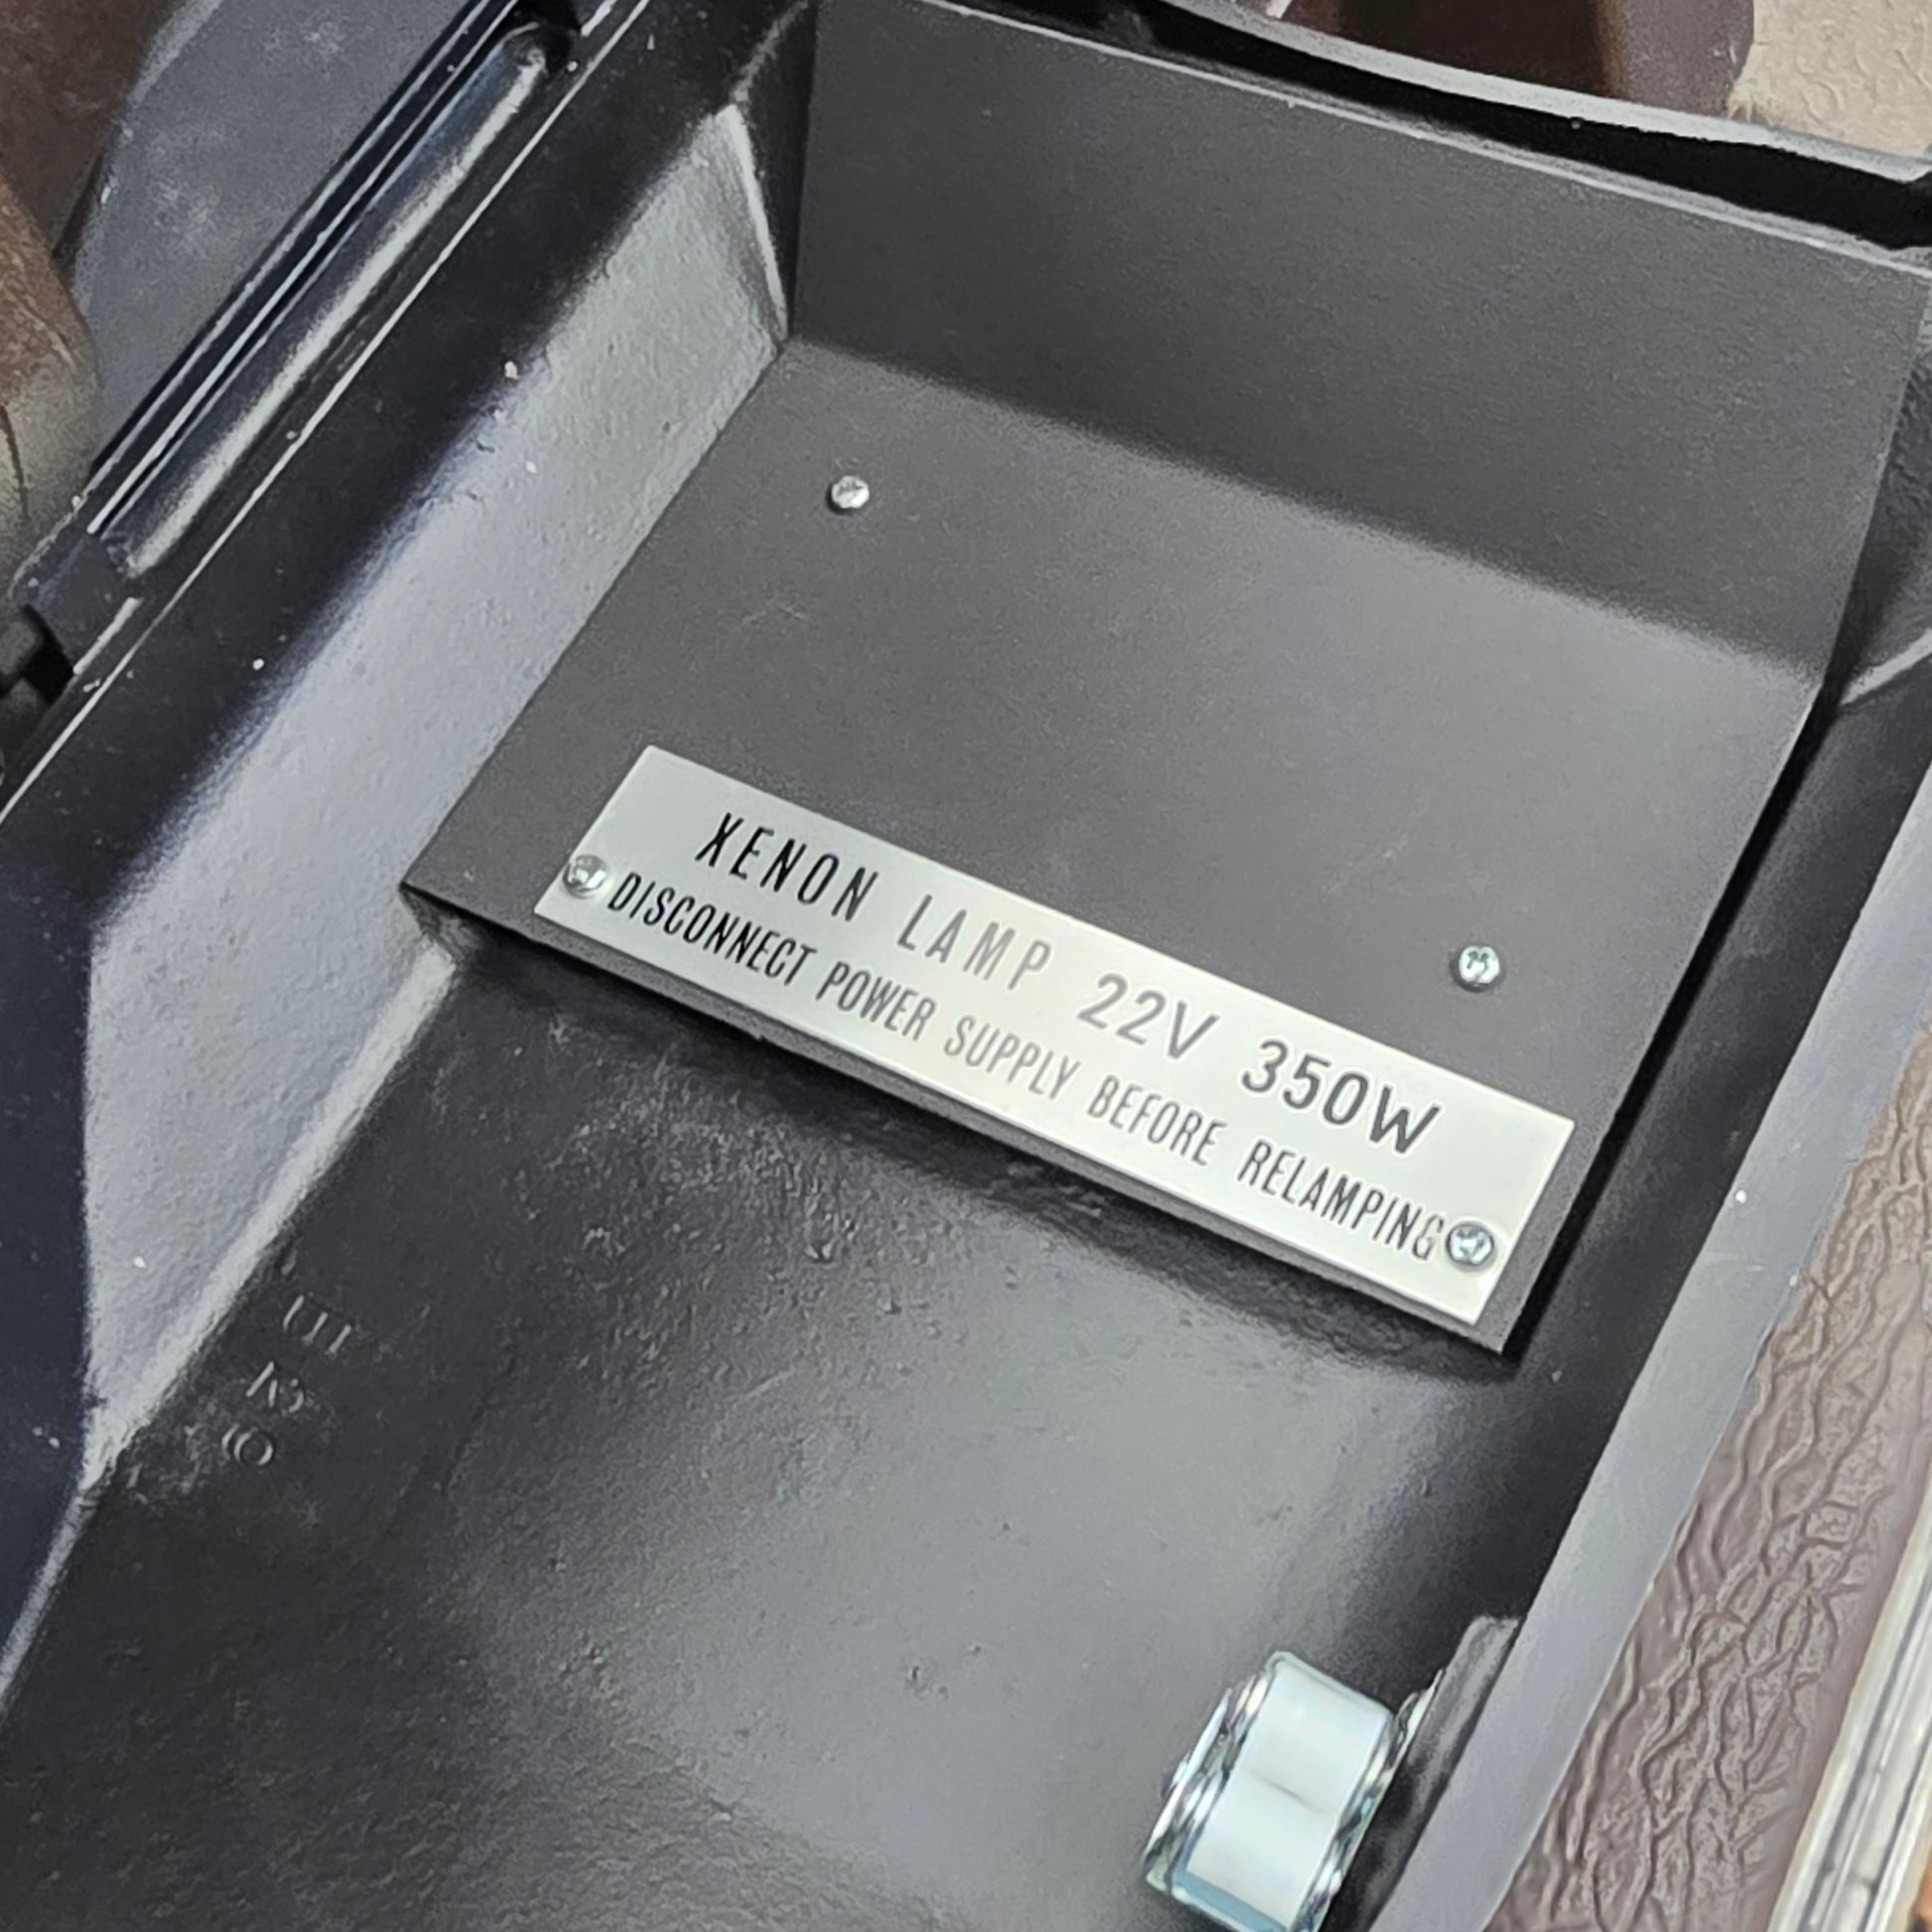 XENON LAMP 22V 350W
DISCONNECT POWER SUPPLY BEFORE RELAMPING